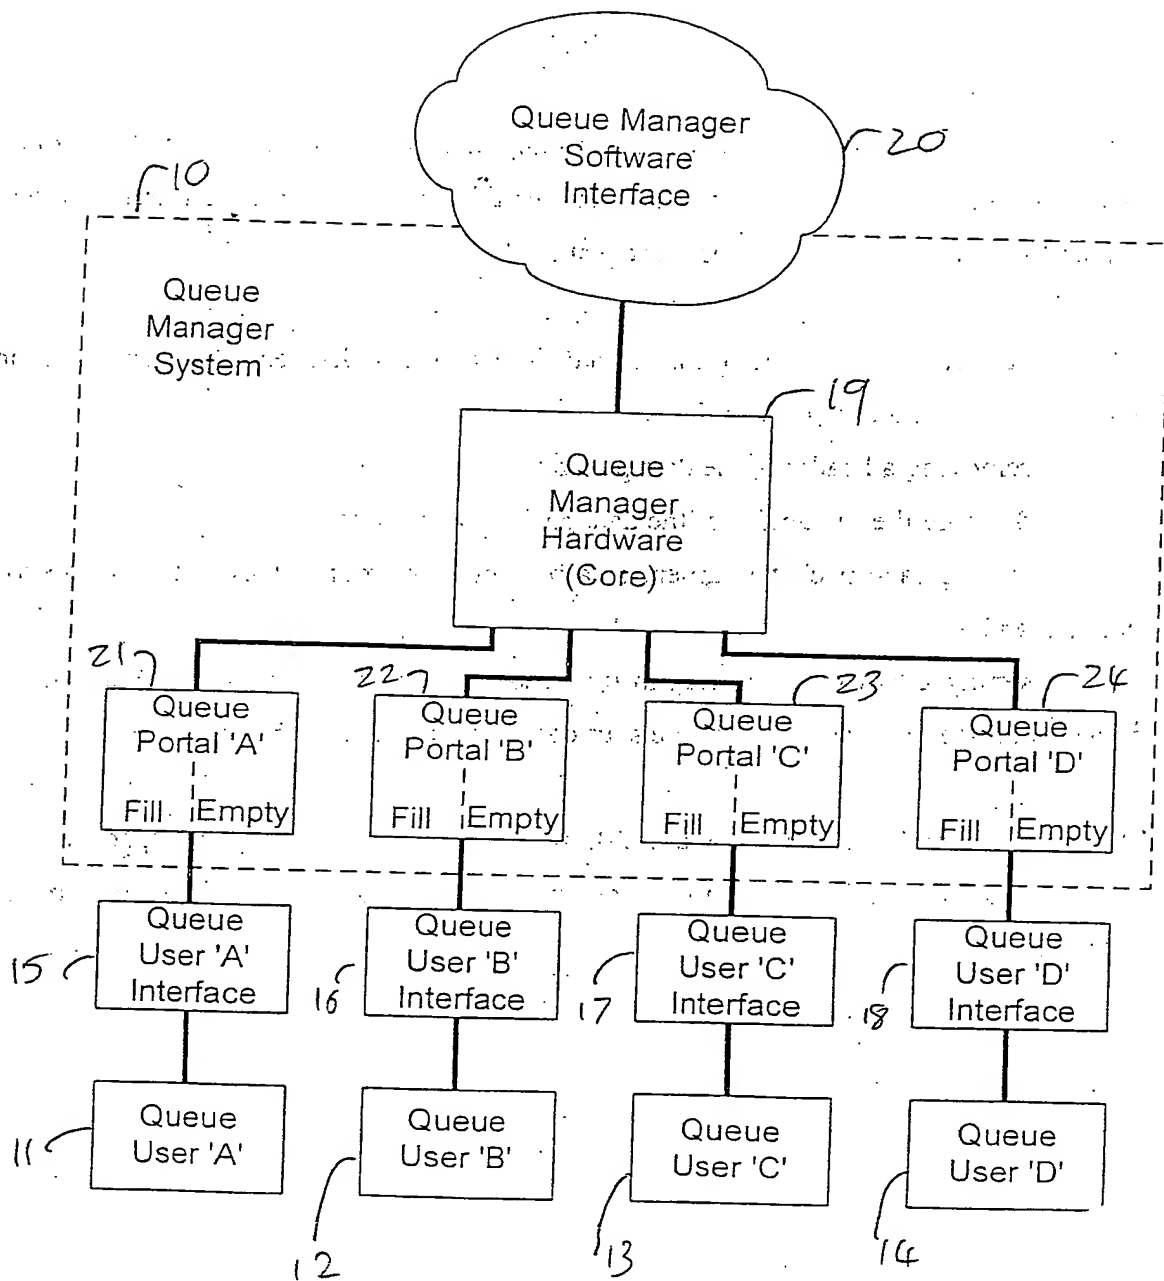 Queue Manager
Software
Interface
20
10
Queue
Manager
System
19
Queue
Manager
Hardware
(Core)
21
22
23
24
Queue
Portal 'A'
Fill Empty
Queue
Portal 'B'
Fill Empty
Queue
Portal 'C'
Fill Empty
Queue
Portal 'D'
Fill Empty
15
Queue
User 'A'
Interface
16
Queue
User 'B'
Interface
17
Queue
User 'C'
Interface
18
Queue
User 'D'
Interface
11
Queue
User 'A'
12
Queue
User 'B'
13
Queue
User 'C'
14
Queue
User 'D'